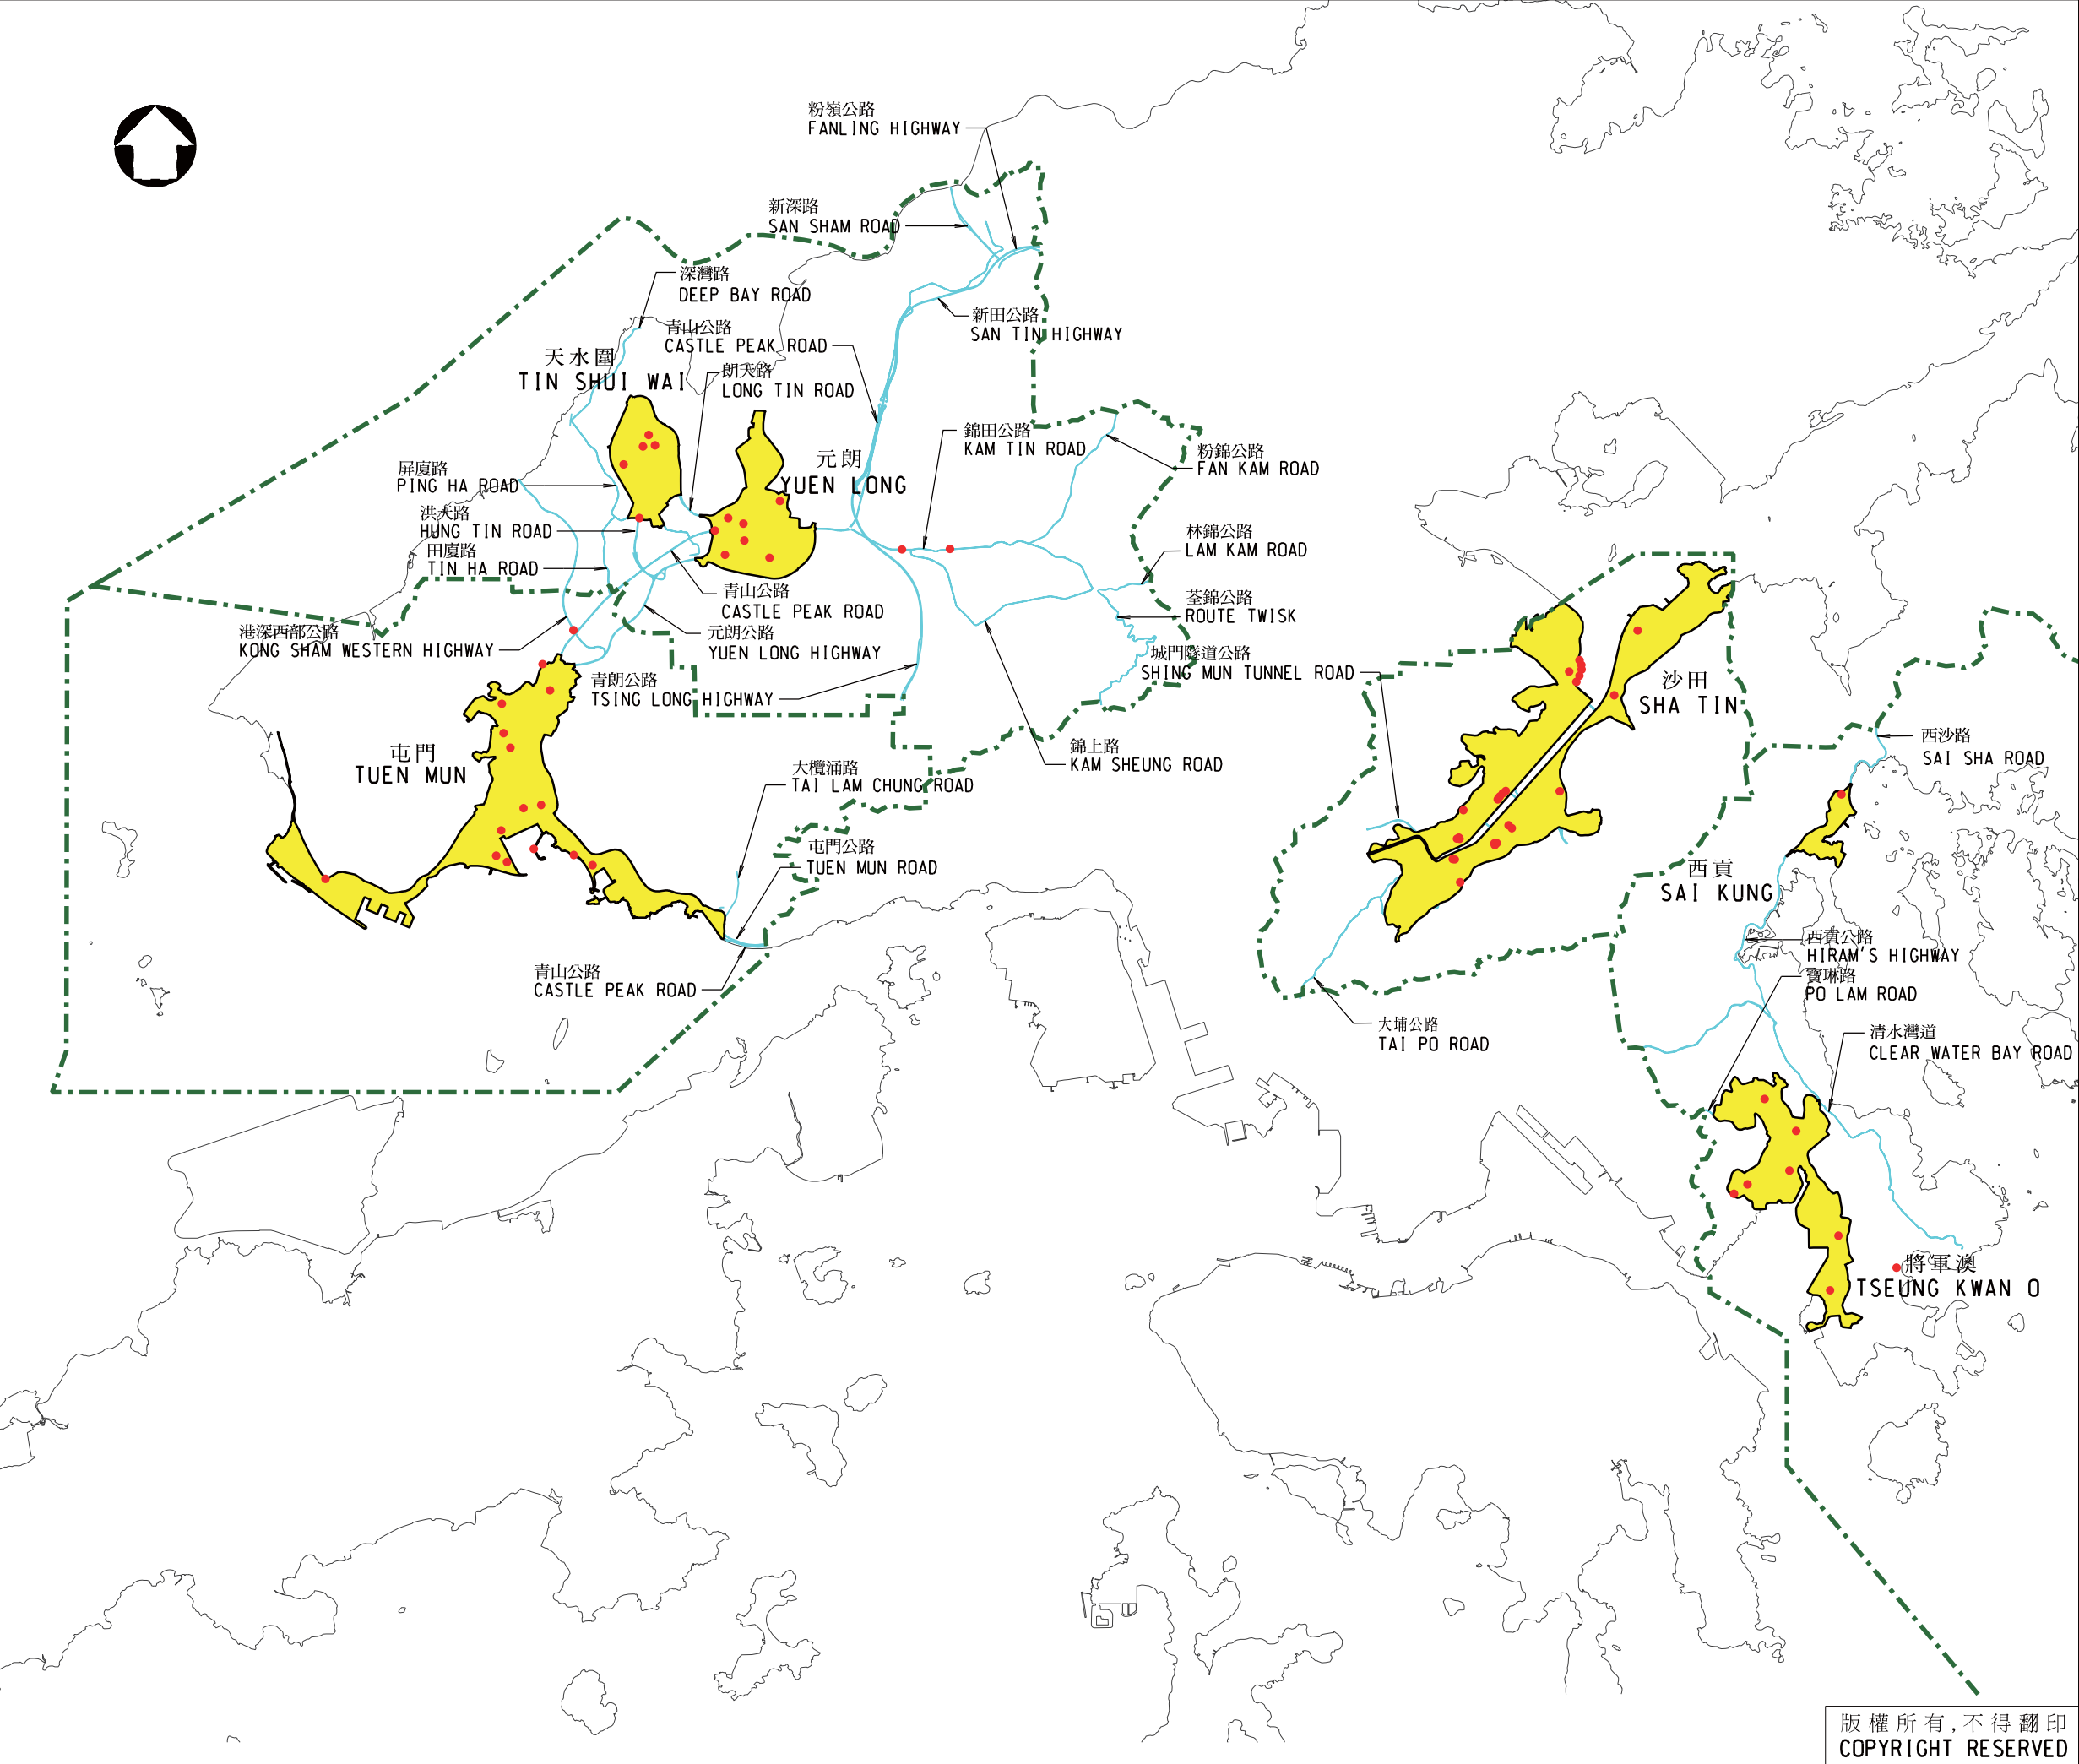 粉嶺公路
FANLING HIGHWAY
新深路
SAN SHAM ROAD
深灣路
DEEP BAY ROAD
新田公路
SAN TIN HIGHWAY
青山公路
CASTLE PEAK ROAD
天水圍
TIN SHUI WAI
朗天路
LONG TIN ROAD
錦田公路
KAM TIN ROAD
粉錦公路
FAN KAM ROAD
元朗
YUEN LONG
屏廈路
PING HA ROAD
洪天路
HUNG TIN ROAD
林錦公路
LAM KAM ROAD
田廈路
TIN HA ROAD
青山公路
CASTLE PEAK ROAD
荃錦公路
ROUTE TWISK
港深西部公路
KONG SHAM WESTERN HIGHWAY
元朗公路
YUEN LONG HIGHWAY
城門隧道公路
SHING MUN TUNNEL ROAD
青朗公路
TSING LONG HIGHWAY
沙田
SHA TIN
西沙路
SAI SHA ROAD
屯門
TUEN MUN
錦上路
KAM SHEUNG ROAD
大欖涌路
TAI LAM CHUNG ROAD
屯門公路
TUEN MUN ROAD
西貢
SAI KUNG
西貢公路
HIRAM'S HIGHWAY
寶琳路
PO LAM ROAD
青山公路
CASTLE PEAK ROAD
大埔公路
TAI PO ROAD
清水灣道
CLEAR WATER BAY ROAD
將軍澳
TSEUNG KWAN O
版權所有,不得翻印
COPYRIGHT RESERVED